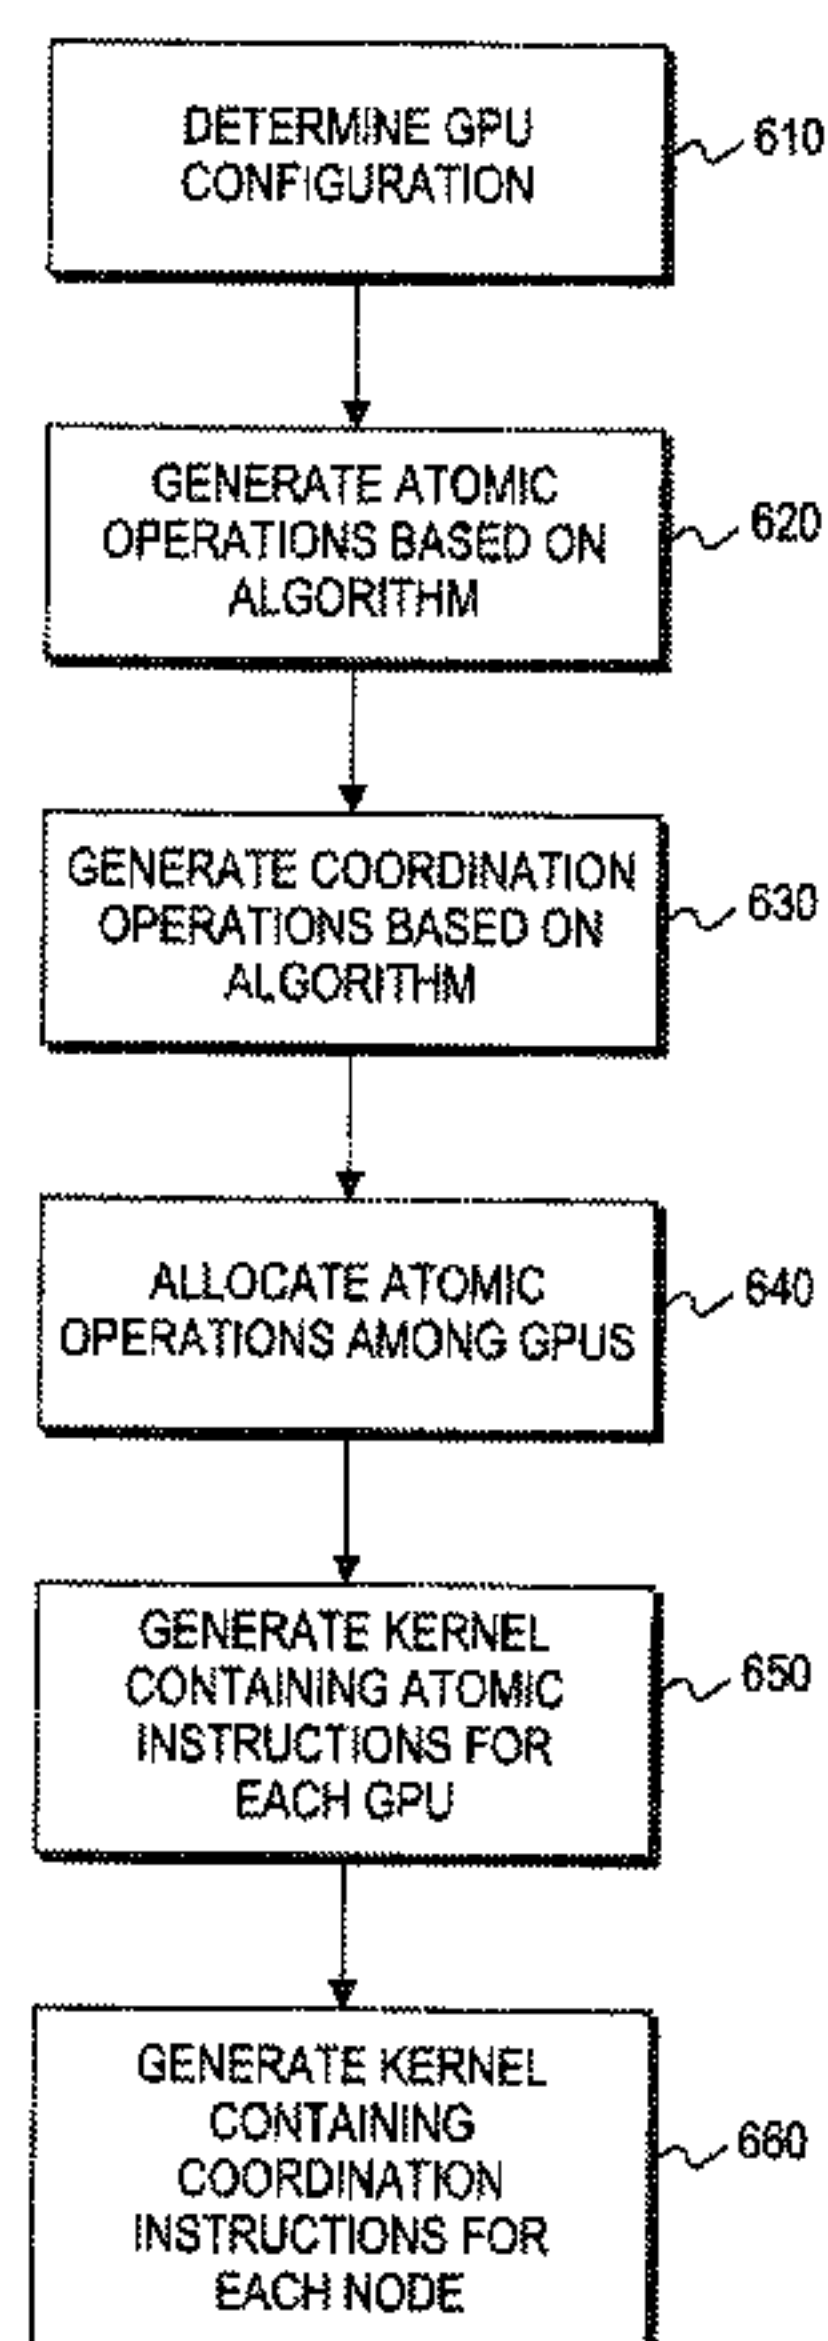 DETERMINE GPU
CONFIGURATION
610
GENERATE ATOMIC
OPERATIONS BASED ON
ALGORITHM
620
GENERATE COORDINATION
OPERATIONS BASED ON
ALGORITHM
630
ALLOCATE ATOMIC
OPERATIONS AMONG GPUS
640
GENERATE KERNEL
CONTAINING ATOMIC
INSTRUCTIONS FOR
EACH GPU
650
GENERATE KERNEL
CONTAINING
COORDINATION
INSTRUCTIONS FOR
EACH NODE
660